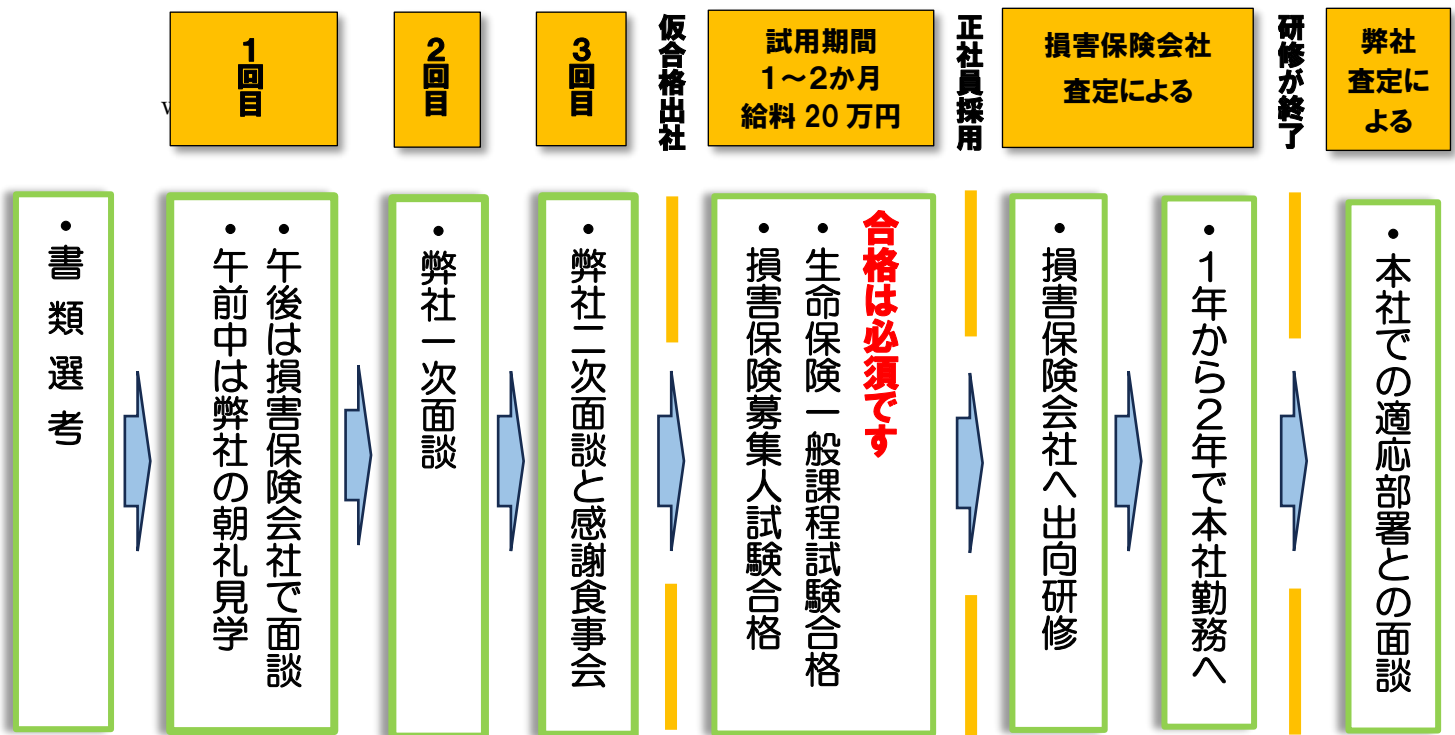 1回目
2回目
3回目
仮合格出社
試用期間
1～2か月
給料 20 万円
正社員採用
損害保険会社
査定による
研修が終了
弊社
査定に
よる
v
・書類選考
・午後は損害保険会社で面談
・午前中は弊社の朝礼見学
・弊社一次面談
・弊社二次面談と感謝食事会
合格は必須です
・生命保険一般課程試験合格
・損害保険募集人試験合格
・損害保険会社へ出向研修
・1年から2年で本社勤務へ
・本社での適応部署との面談